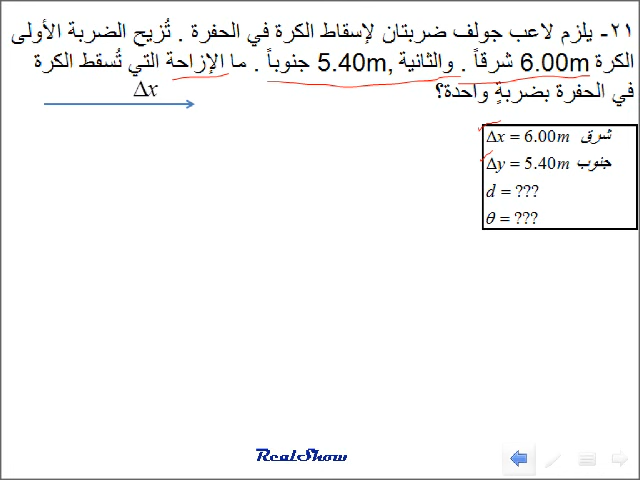 ٢١- يلزم لاعب جولف ضربتان لإسقاط الكرة في الحفرة . تُزيح الضربة الأولى
الكرة 6.00m شرقاً . والثانية ,5.40m جنوباً . ما الإزاحة التي تُسقط الكرة
في الحفرة بضربةٍ واحدة؟
Δx
Δx = 6.00m شرق
Δy = 5.40m جنوب
d = ???
θ = ???
RealShow